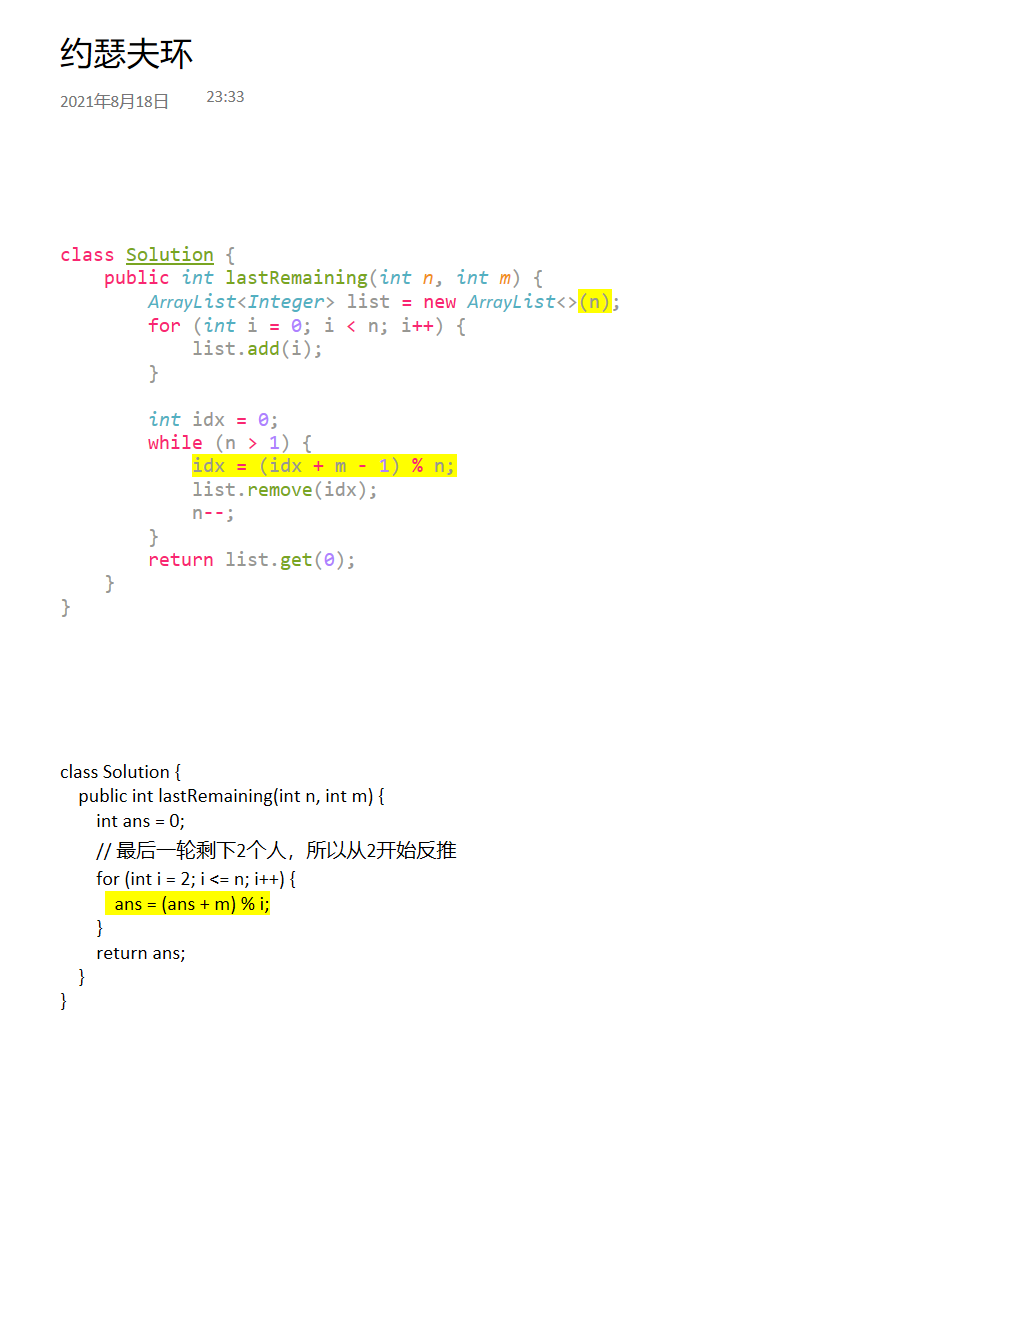 约瑟夫环
2021年8月18日 23:33
class Solution {
    public int lastRemaining(int n, int m) {
        ArrayList<Integer> list = new ArrayList<>(n);
        for (int i = 0; i < n; i++) {
            list.add(i);
        }
        int idx = 0;
        while (n > 1) {
            idx = (idx + m - 1) % n;
            list.remove(idx);
            n--;
        }
        return list.get(0);
    }
}
class Solution {
    public int lastRemaining(int n, int m) {
        int ans = 0;
        // 最后一轮剩下2个人，所以从2开始反推
        for (int i = 2; i <= n; i++) {
            ans = (ans + m) % i;
        }
        return ans;
    }
}